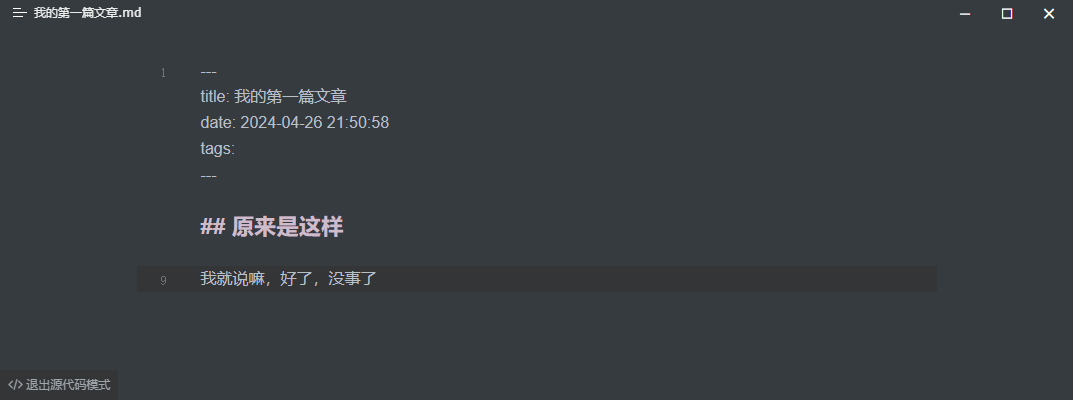 我的第一篇文章.md
1
---
title: 我的第一篇文章
date: 2024-04-26 21:50:58
tags:
---
## 原来是这样
9 我就说嘛，好了，没事了
</> 退出源代码模式